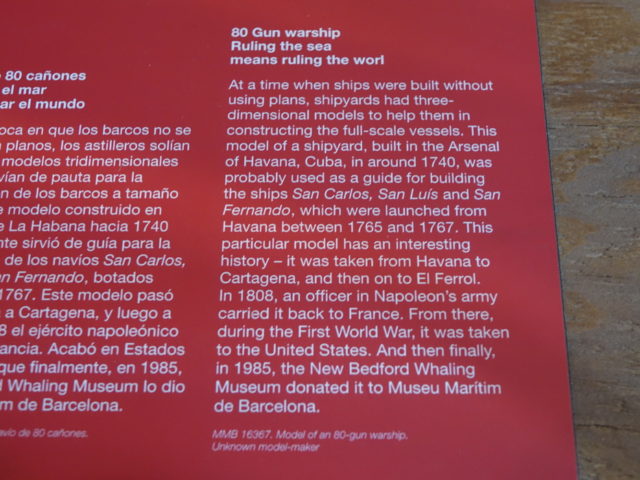 80 cañones
el mar
ar el mundo
oca en que los barcos no se
planos, los astilleros solían
modelos tridimensionales
vían de pauta para la
n de los barcos a tamaño
e modelo construido en
e La Habana hacia 1740
nte sirvió de guía para la
de los navíos San Carlos,
an Fernando, botados
1767. Este modelo pasó
a Cartagena, y luego a
8 el ejército napoleónico
ancia. Acabó en Estados
que finalmente, en 1985,
d Whaling Museum lo dio
m de Barcelona.
avío de 80 cañones.
80 Gun warship
Ruling the sea
means ruling the worl
At a time when ships were built without
using plans, shipyards had three-
dimensional models to help them in
constructing the full-scale vessels. This
model of a shipyard, built in the Arsenal
of Havana, Cuba, in around 1740, was
probably used as a guide for building
the ships San Carlos, San Luís and San
Fernando, which were launched from
Havana between 1765 and 1767. This
particular model has an interesting
history – it was taken from Havana to
Cartagena, and then on to El Ferrol.
In 1808, an officer in Napoleon's army
carried it back to France. From there,
during the First World War, it was taken
to the United States. And then finally,
in 1985, the New Bedford Whaling
Museum donated it to Museu Marítim
de Barcelona.
MMB 16367. Model of an 80-gun warship.
Unknown model-maker